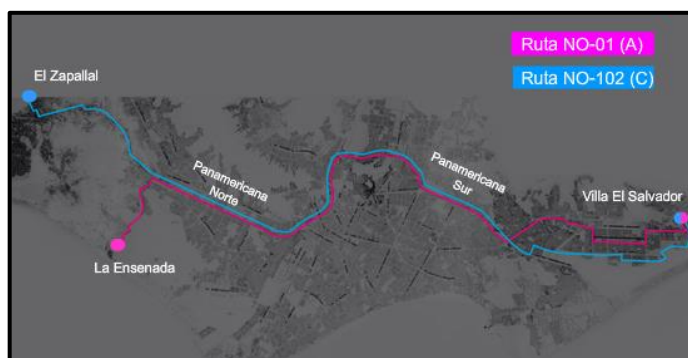 Ruta NO-01 (A)
El Zapallal
Ruta NO-102 (C)
Panamericana
Norte
Panamericana
Sur
Villa El Salvador
La Ensenada